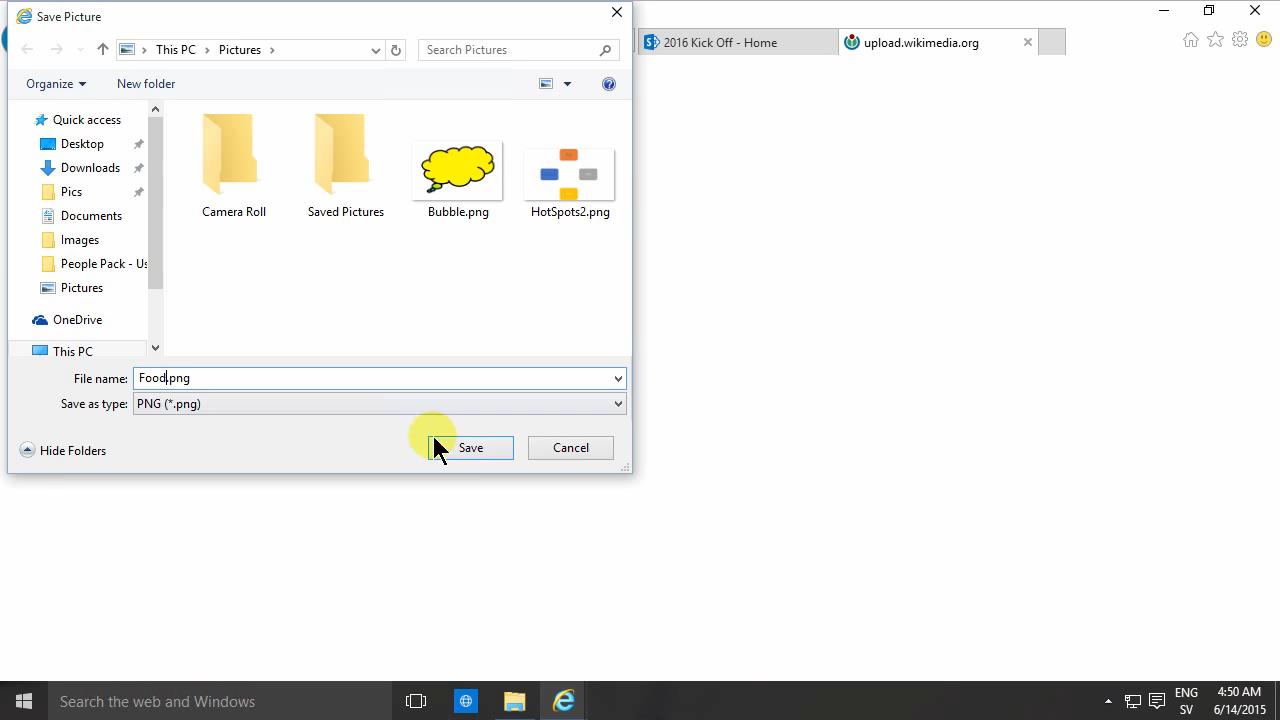 Save Picture
This PC
Pictures
Search Pictures
2016 Kick Off - Home
upload.wikimedia.org
Organize
New folder
Quick access
Desktop
Downloads
Pics
Documents
Images
People Pack - Us
Pictures
OneDrive
This PC
Camera Roll
Saved Pictures
Bubble.png
HotSpots2.png
File name:
Food.png
Save as type:
PNG (*.png)
Hide Folders
Save
Cancel
Search the web and Windows
ENG
SV
4:50 AM
6/14/2015